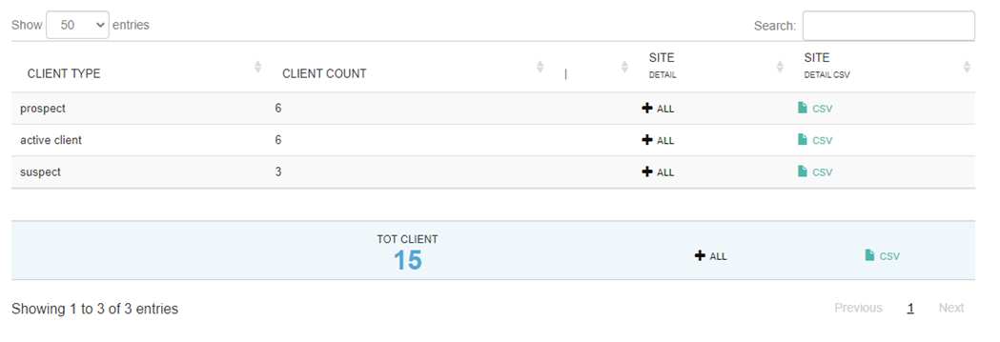 Show 50 entries Search:
CLIENT TYPE CLIENT COUNT | SITE DETAIL SITE DETAIL CSV
prospect 6 ALL CSV
active client 6 ALL CSV
suspect 3 ALL CSV
TOT CLIENT
15 ALL CSV
Showing 1 to 3 of 3 entries Previous 1 Next